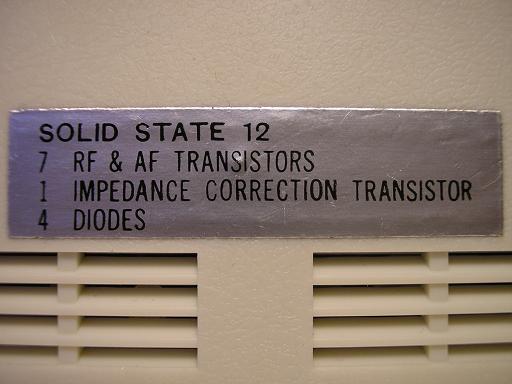 SOLID STATE 12
7 RF & AF TRANSISTORS
1 IMPEDANCE CORRECTION TRANSISTOR
4 DIODES